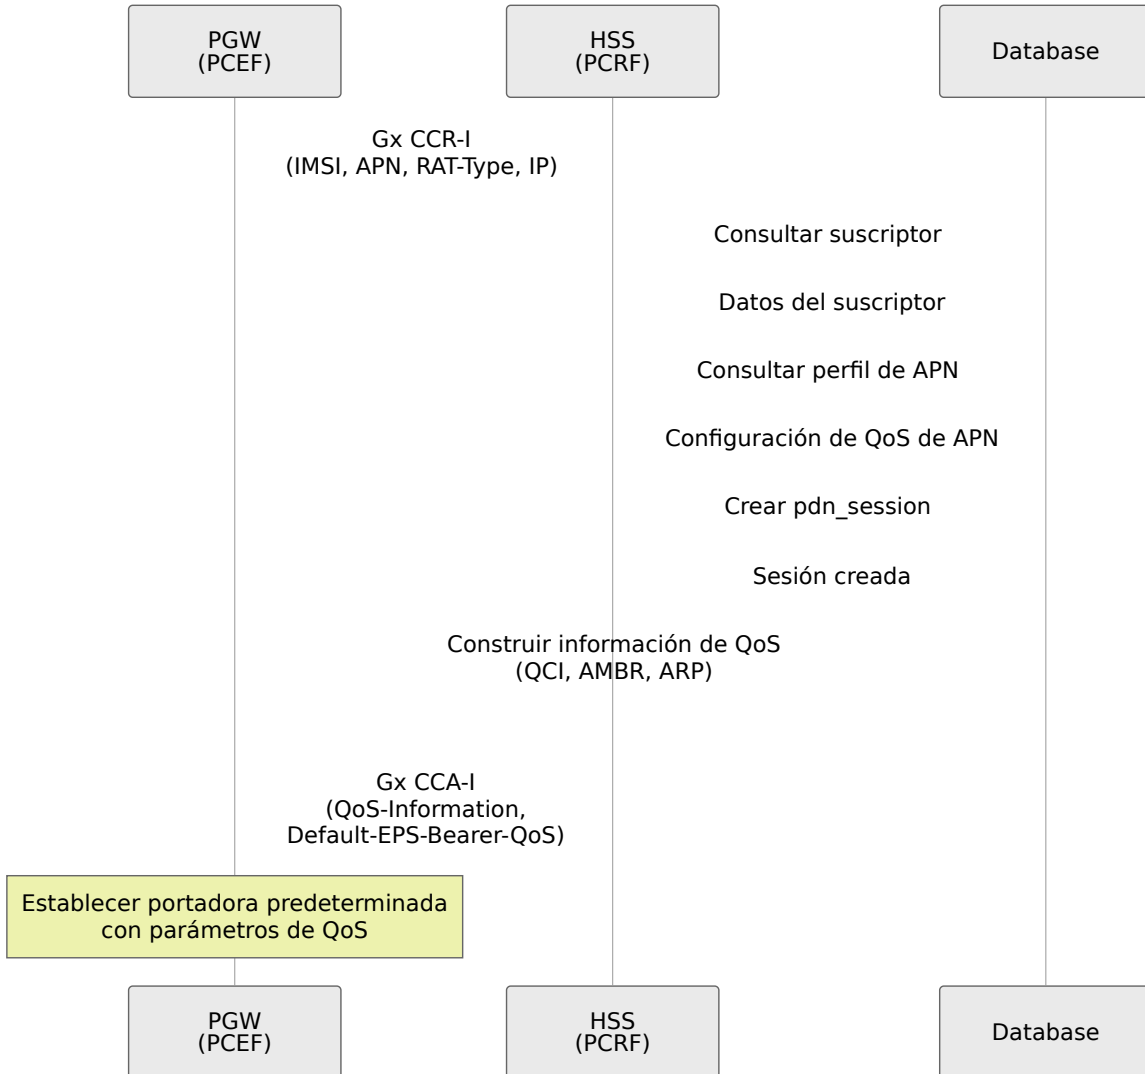 PGW
(PCEF)
HSS
(PCRF)
Database
Gx CCR-I
(IMSI, APN, RAT-Type, IP)
Consultar suscriptor
Datos del suscriptor
Consultar perfil de APN
Configuración de QoS de APN
Crear pdn_session
Sesión creada
Construir información de QoS
(QCI, AMBR, ARP)
Gx CCA-I
(QoS-Information,
Default-EPS-Bearer-QoS)
Establecer portadora predeterminada
con parámetros de QoS
PGW
(PCEF)
HSS
(PCRF)
Database